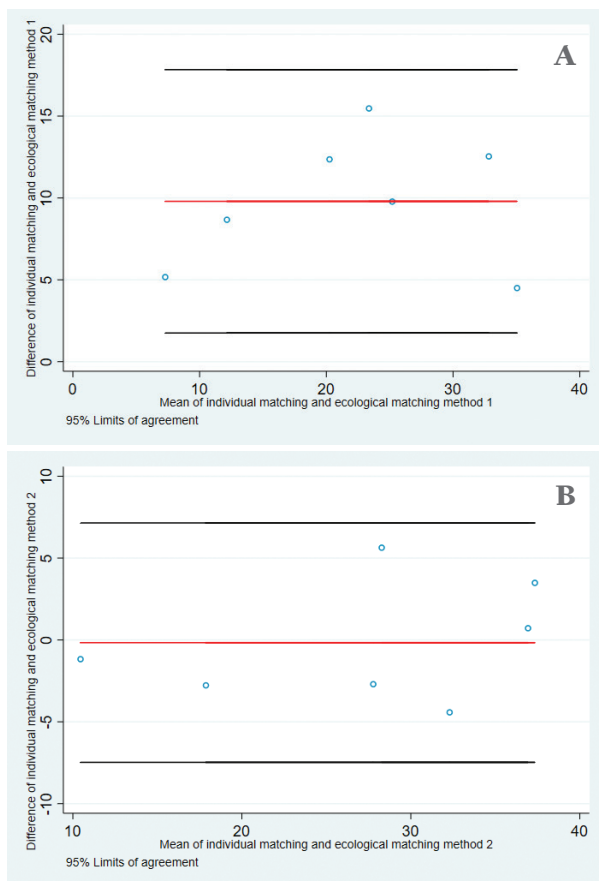 A
Difference of individual matching and ecological matching method 1
20
15
10
5
0
0 10 20 30 40
Mean of individual matching and ecological matching method 1
95% Limits of agreement
B
Difference of individual matching and ecological matching method 2
10
5
0
-5
-10
10 20 30 40
Mean of individual matching and ecological matching method 2
95% Limits of agreement